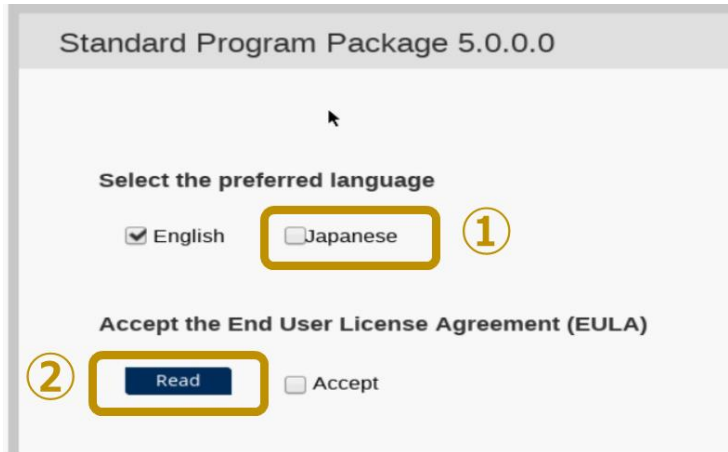 Standard Program Package 5.0.0.0
Select the preferred language
English Japanese ①
Accept the End User License Agreement (EULA)
② Read Accept